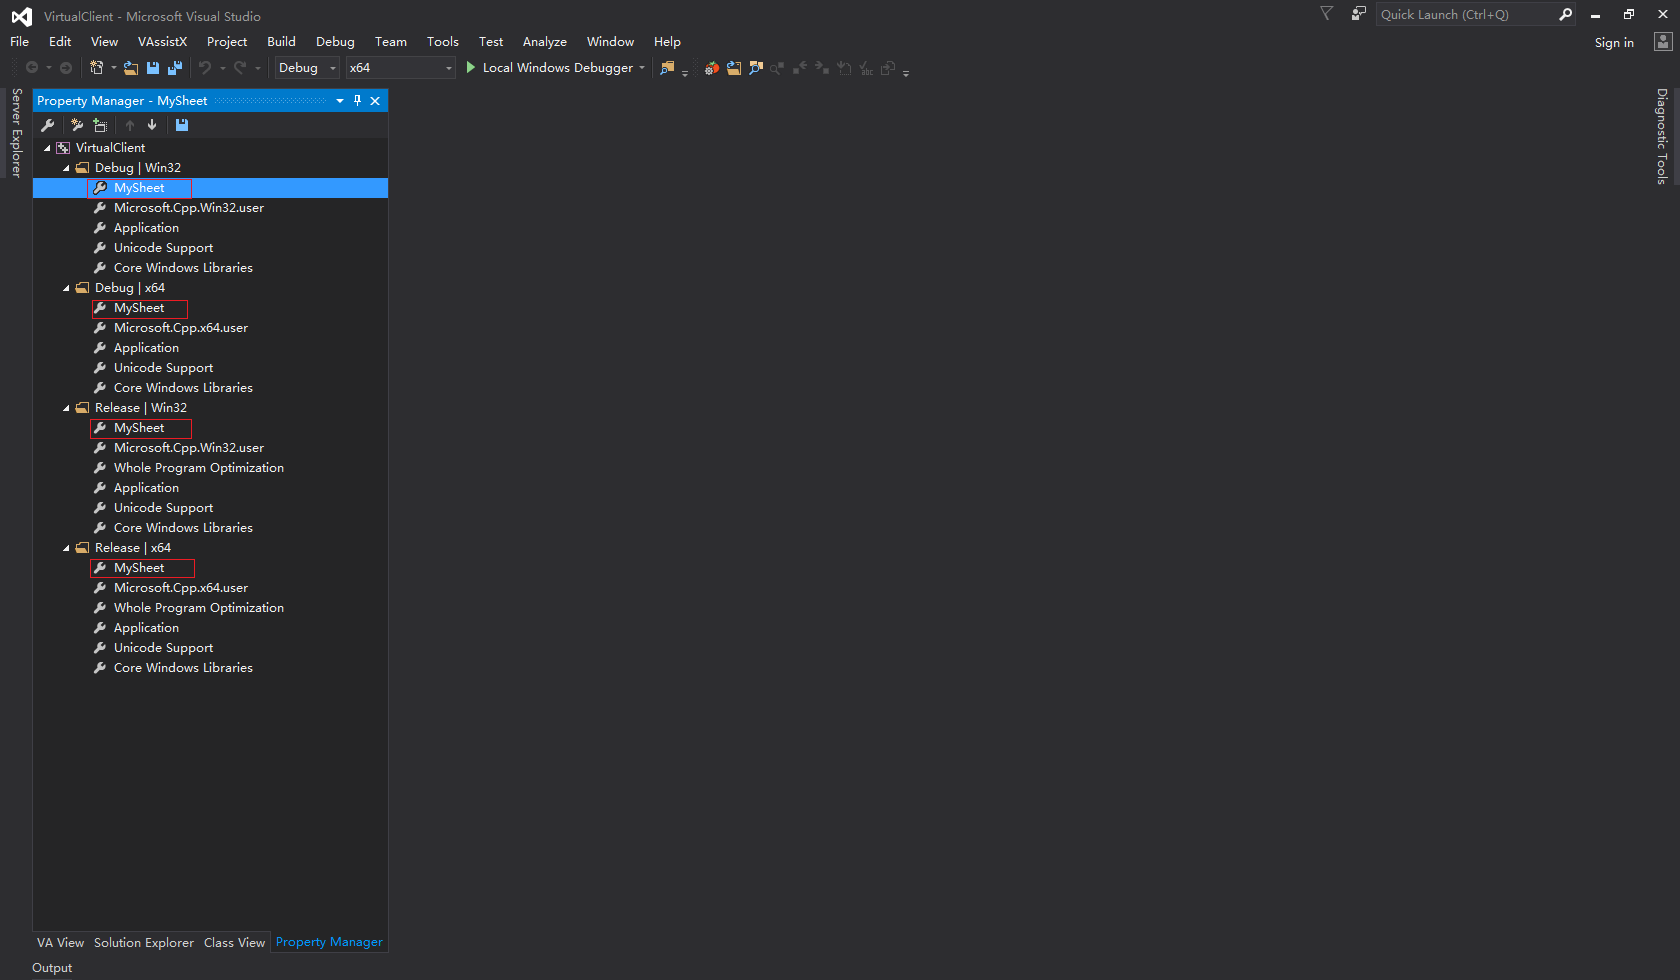 VirtualClient - Microsoft Visual Studio
Quick Launch (Ctrl+Q)
File Edit View VAssistX Project Build Debug Team Tools Test Analyze Window Help
Sign in
Debug x64 Local Windows Debugger
Server Explorer
Diagnostic Tools
Property Manager - MySheet
VirtualClient
Debug | Win32
MySheet
Microsoft.Cpp.Win32.user
Application
Unicode Support
Core Windows Libraries
Debug | x64
MySheet
Microsoft.Cpp.x64.user
Application
Unicode Support
Core Windows Libraries
Release | Win32
MySheet
Microsoft.Cpp.Win32.user
Whole Program Optimization
Application
Unicode Support
Core Windows Libraries
Release | x64
MySheet
Microsoft.Cpp.x64.user
Whole Program Optimization
Application
Unicode Support
Core Windows Libraries
VA View Solution Explorer Class View Property Manager
Output